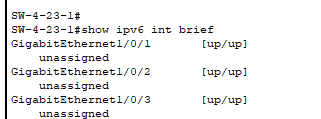 SW-4-23-1#
SW-4-23-1#show ipv6 int brief
GigabitEthernet1/0/1 [up/up]
unassigned
GigabitEthernet1/0/2 [up/up]
unassigned
GigabitEthernet1/0/3 [up/up]
unassigned